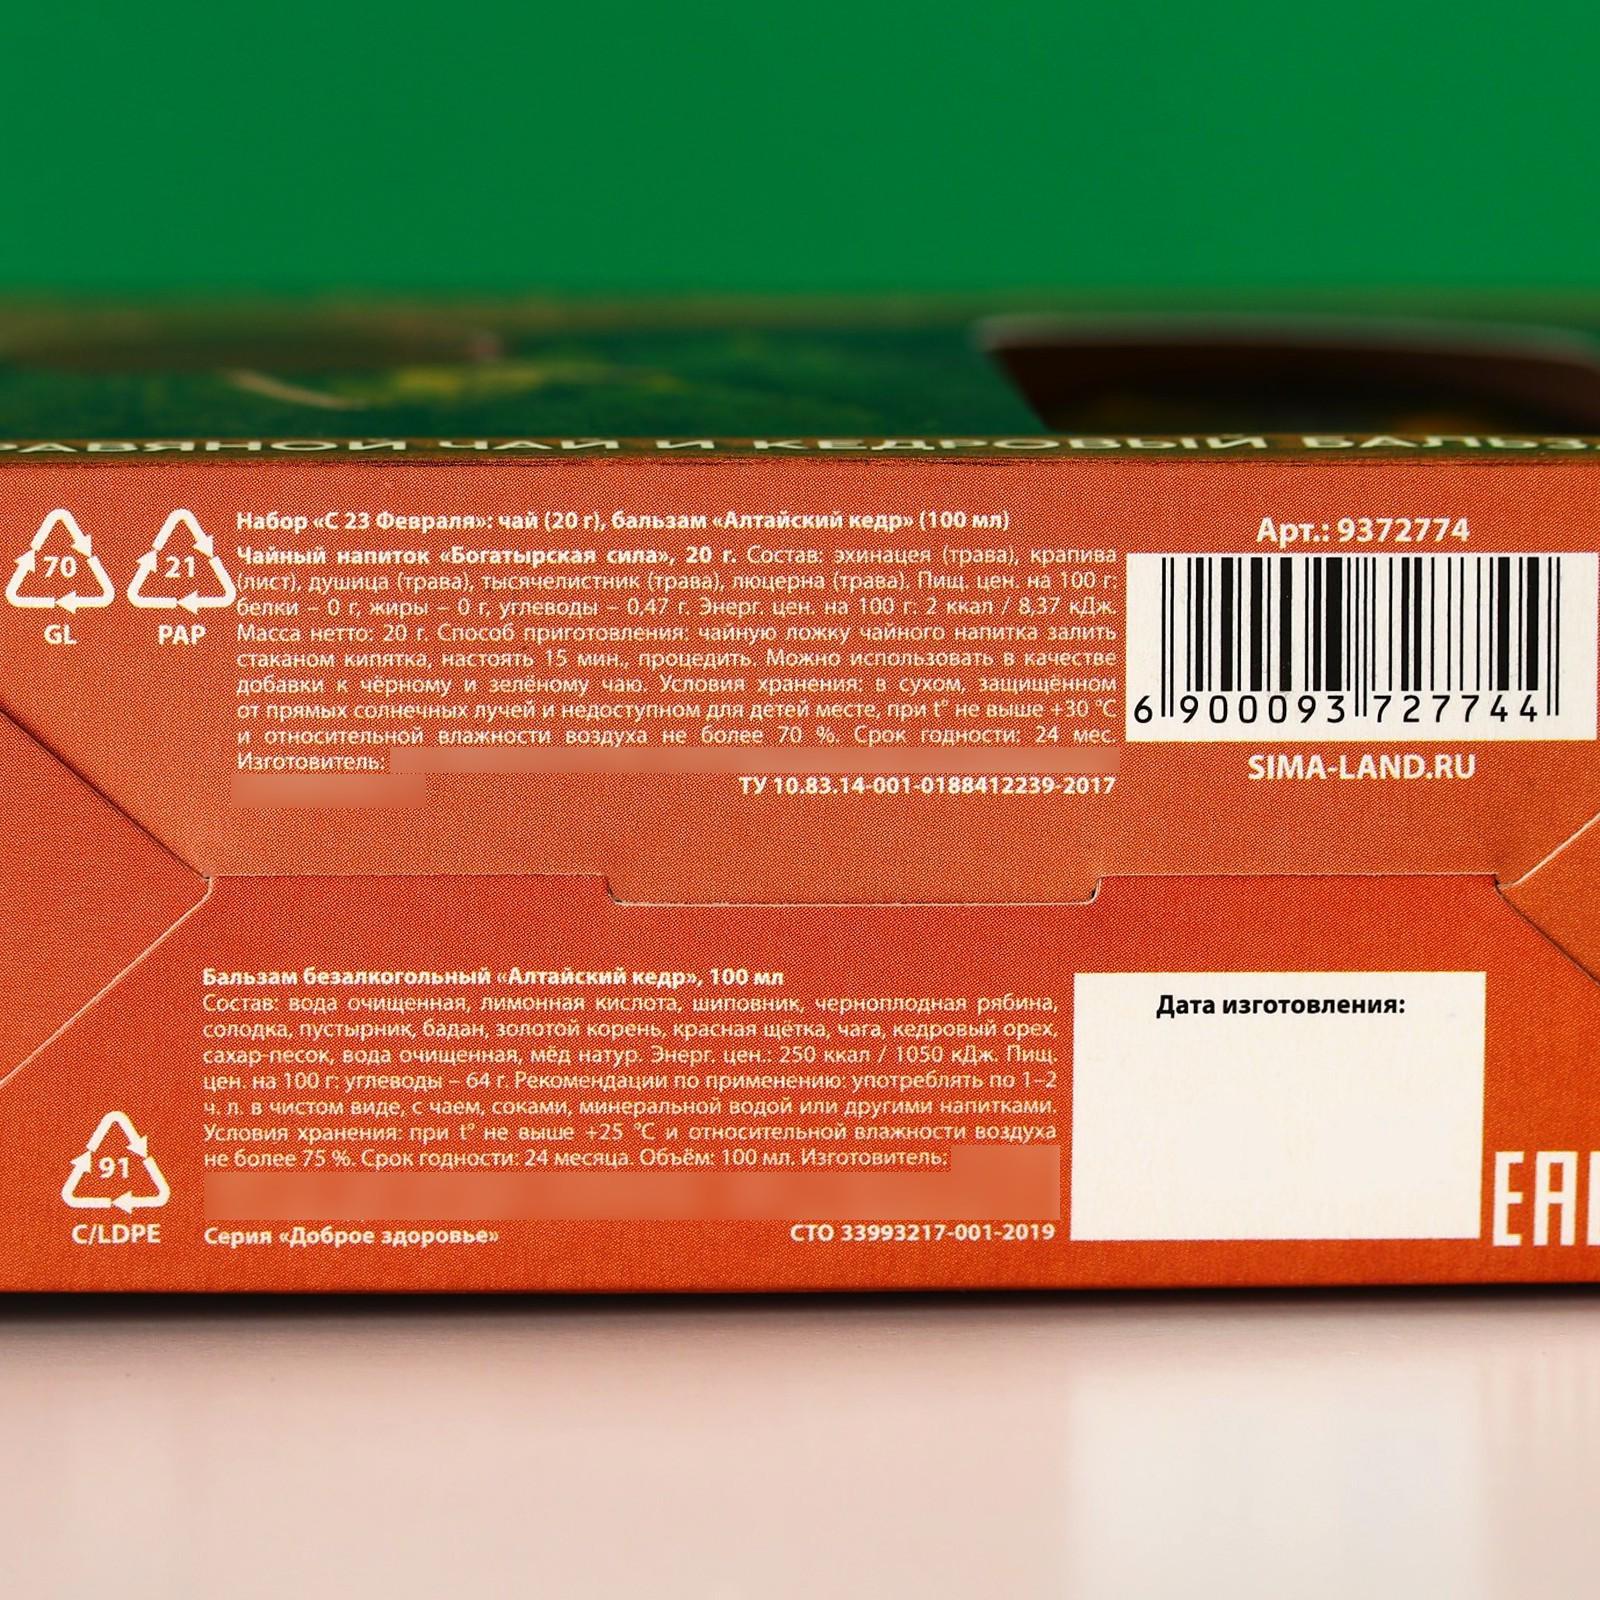 ЧАЙ И КЕДРОВЫЙ
70
GL
21
PAP
Набор «С 23 Февраля»: чай (20 г), бальзам «Алтайский кедр» (100 мл)
Чайный напиток «Богатырская сила», 20 г. Состав: эхинацея (трава), крапива
(лист), душица (трава), тысячелистник (трава), люцерна (трава). Пищ. цен. на 100 г:
белки – 0 г, жиры – 0 г, углеводы – 0,47 г. Энерг. цен. на 100 г: 2 ккал / 8,37 кДж.
Масса нетто: 20 г. Способ приготовления: чайную ложку чайного напитка залить
стаканом кипятка, настоять 15 мин., процедить. Можно использовать в качестве
добавки к чёрному и зелёному чаю. Условия хранения: в сухом, защищённом
от прямых солнечных лучей и недоступном для детей месте, при t° не выше +30 °С
и относительной влажности воздуха не более 70 %. Срок годности: 24 мес.
Изготовитель:
ТУ 10.83.14-001-0188412239-2017
Арт.: 9372774
6 900093 727744
SIMA-LAND.RU
Бальзам безалкогольный «Алтайский кедр», 100 мл
Состав: вода очищенная, лимонная кислота, шиповник, черноплодная рябина,
солодка, пустырник, бадан, золотой корень, красная щётка, чага, кедровый орех,
сахар-песок, вода очищенная, мёд натур. Энерг. цен.: 250 ккал / 1050 кДж. Пищ.
цен. на 100 г: углеводы – 64 г. Рекомендации по применению: употреблять по 1–2
ч. л. в чистом виде, с чаем, соками, минеральной водой или другими напитками.
Условия хранения: при t° не выше +25 °С и относительной влажности воздуха
не более 75 %. Срок годности: 24 месяца. Объём: 100 мл. Изготовитель:
Серия «Доброе здоровье»
СТО 33993217-001-2019
91
C/LDPE
Дата изготовления:
EAC